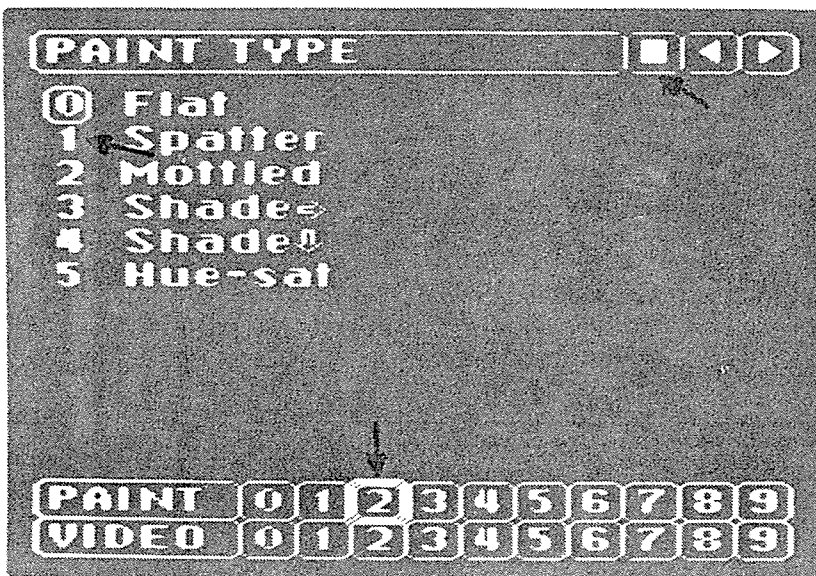 PAINT TYPE
0 Flat
1 Spatter
2 Mottled
3 Shade⇨
4 Shade⇩
5 Hue-sat
PAINT 0 1 2 3 4 5 6 7 8 9
VIDEO 0 1 2 3 4 5 6 7 8 9